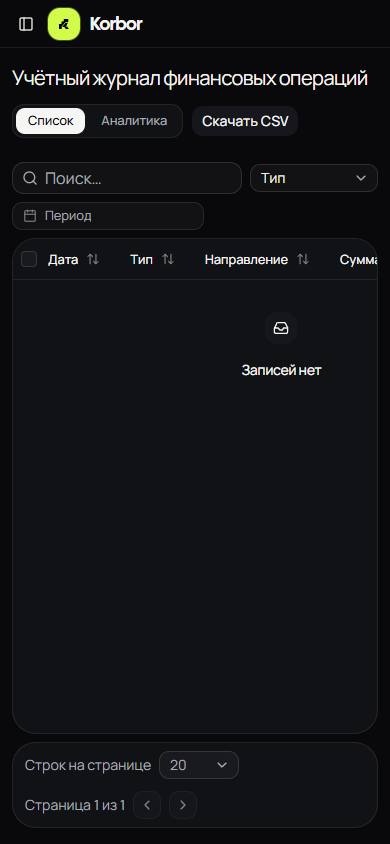 Korbor
Учётный журнал финансовых операций
Список Аналитика Скачать CSV
Поиск... Тип
Период
Дата Тип Направление Сумма
Записей нет
Строк на странице 20
Страница 1 из 1